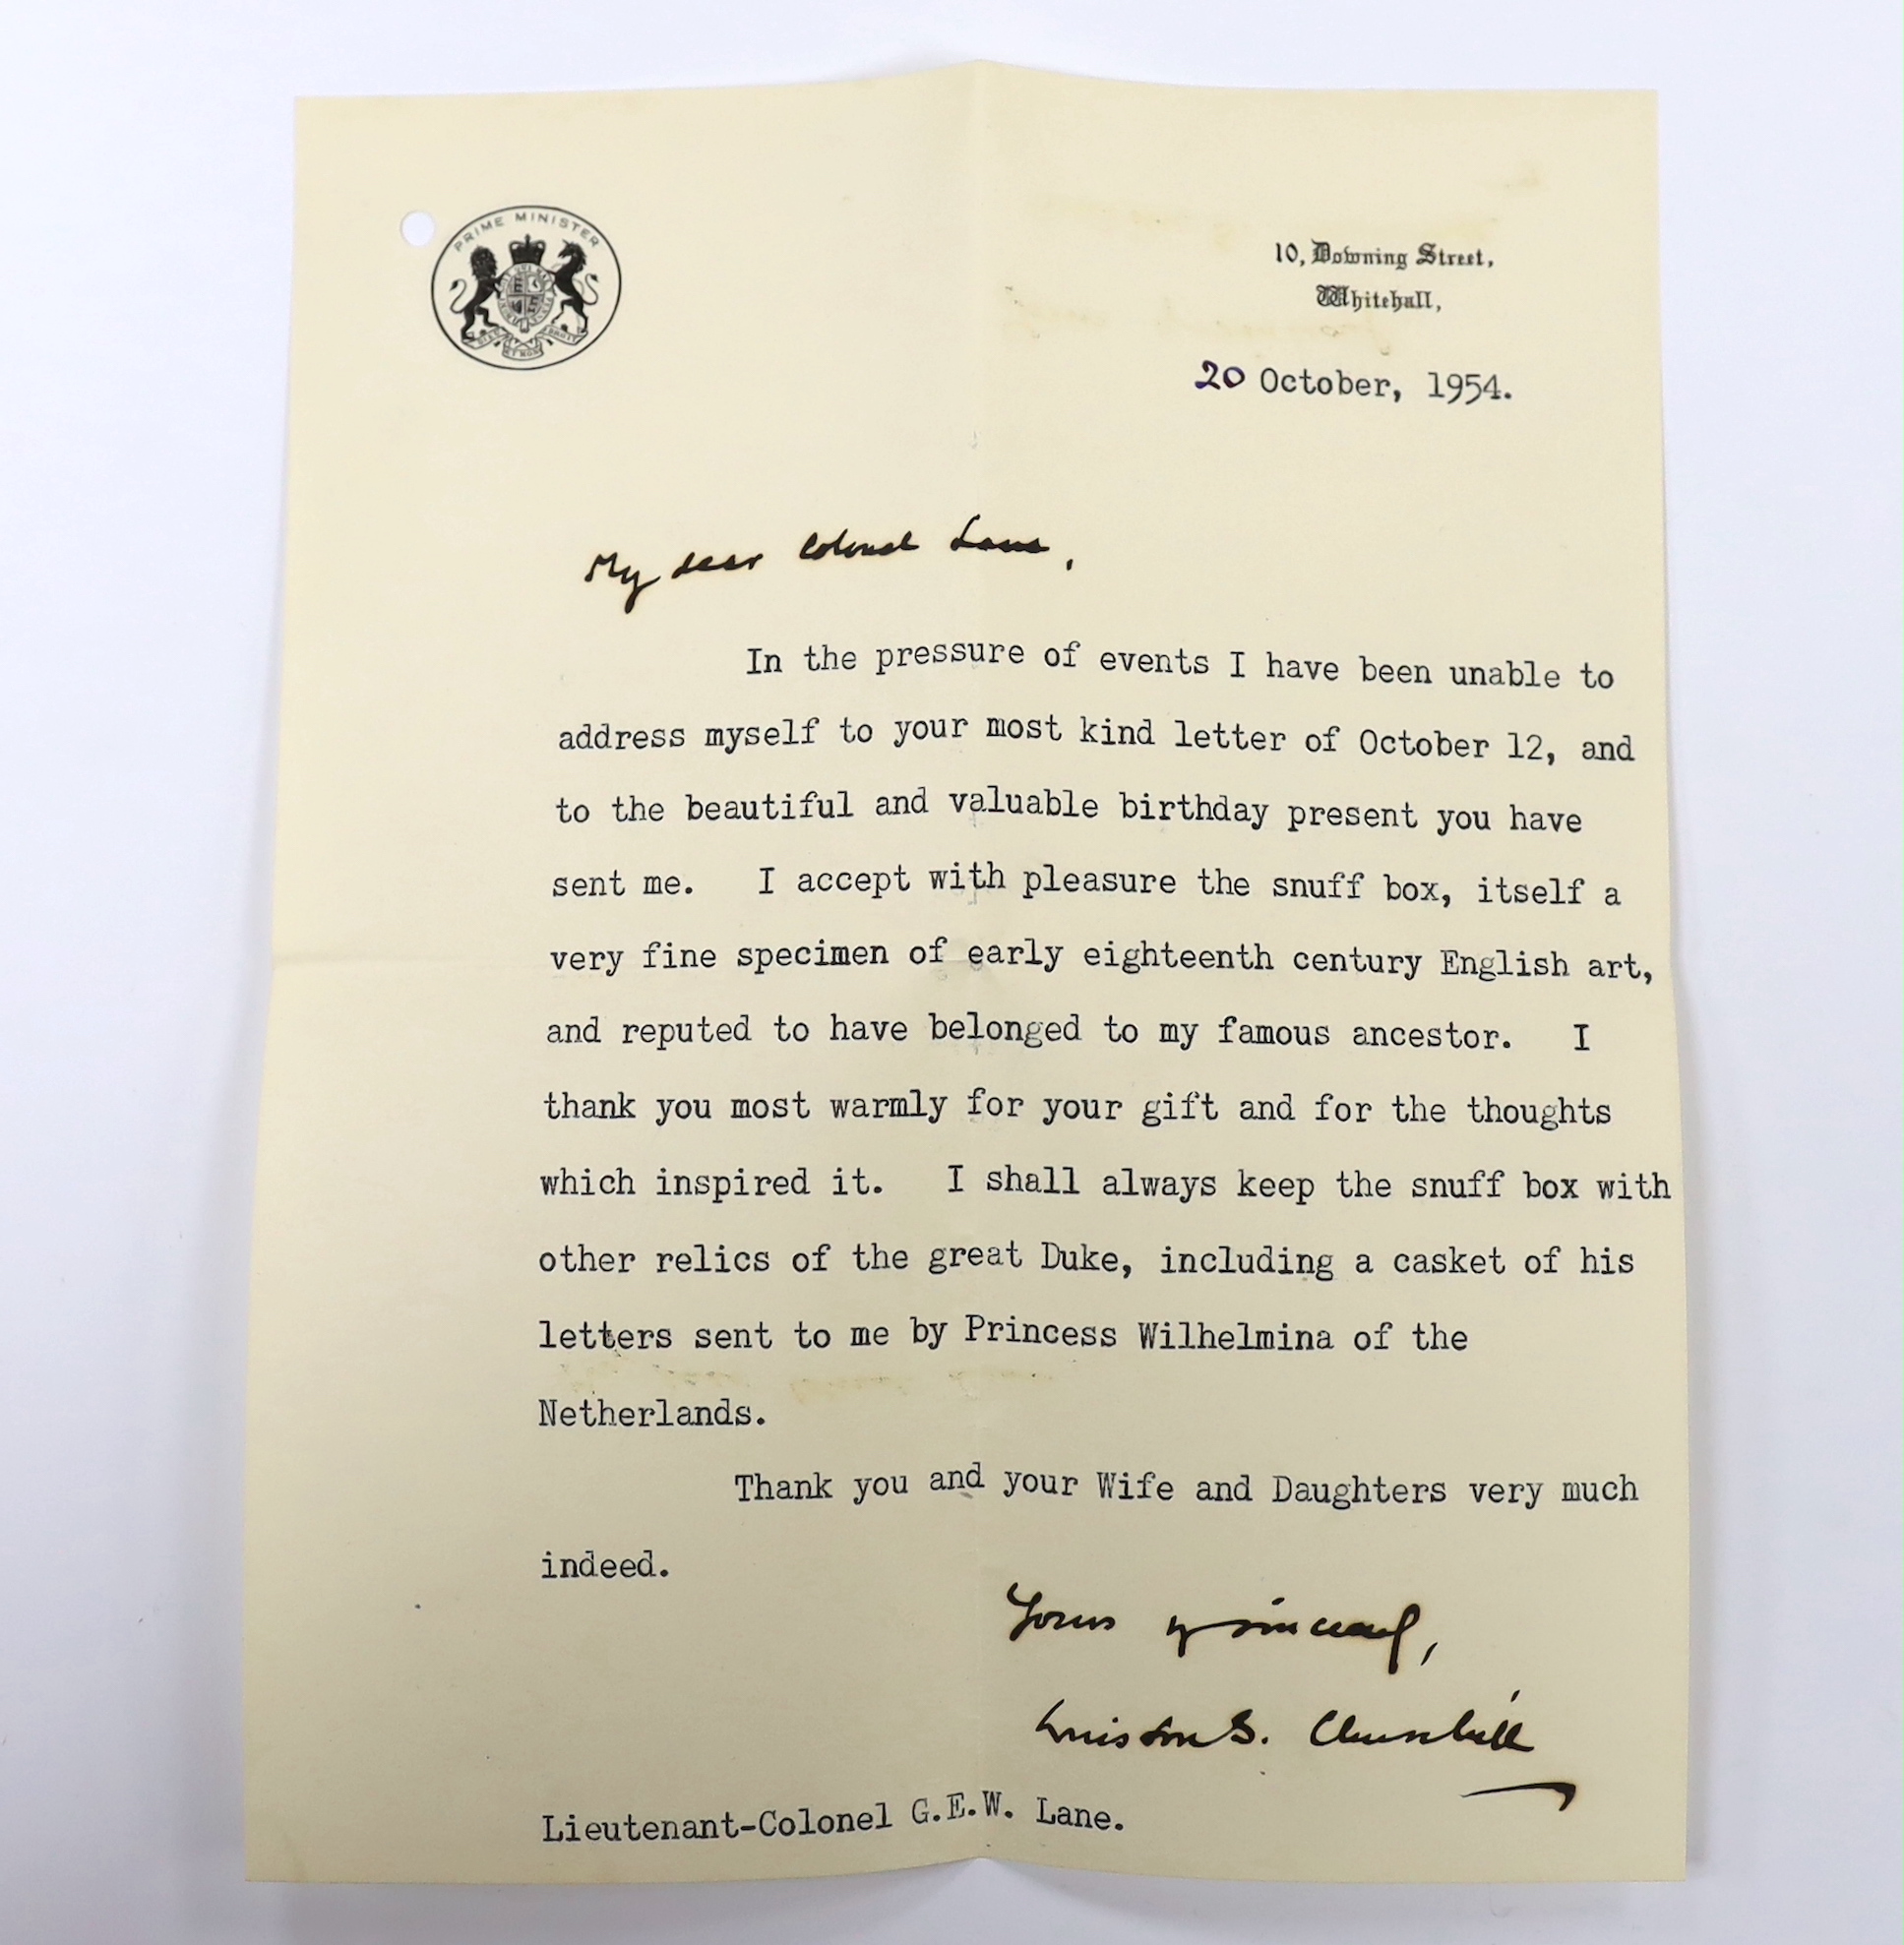 PRIME MINISTER
10, Downing Street,
Whitehall,
20 October, 1954.
My dear Colonel Lane,
In the pressure of events I have been unable to
address myself to your most kind letter of October 12, and
to the beautiful and valuable birthday present you have
sent me. I accept with pleasure the snuff box, itself a
very fine specimen of early eighteenth century English art,
and reputed to have belonged to my famous ancestor. I
thank you most warmly for your gift and for the thoughts
which inspired it. I shall always keep the snuff box with
other relics of the great Duke, including a casket of his
letters sent to me by Princess Wilhelmina of the
Netherlands.
Thank you and your Wife and Daughters very much
indeed.
Yours sincerely,
Winston S. Churchill
Lieutenant-Colonel G.E.W. Lane.